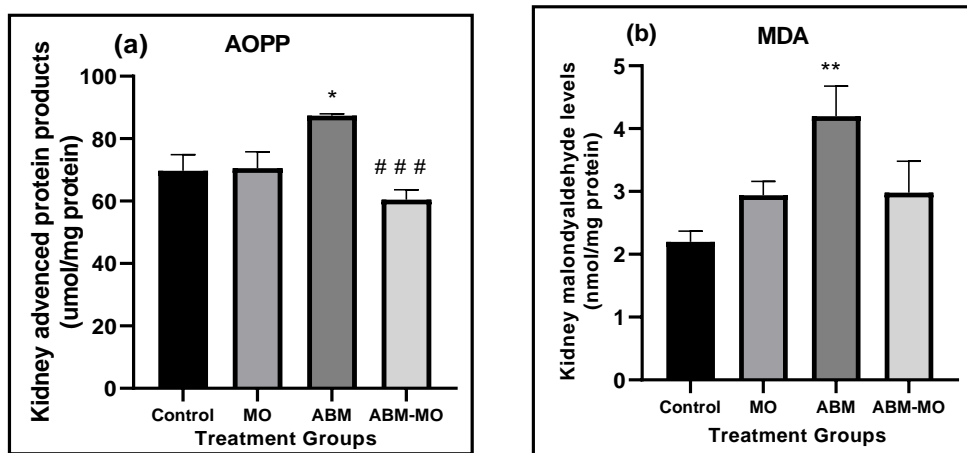 (a)
AOPP
Kidney advenced protein products
(umol/mg protein)
100
80
60
40
20
0
*
# # #
Control MO ABM ABM-MO
Treatment Groups
(b)
MDA
Kidney malondyaldehyde levels
(nmol/mg protein)
5
4
3
2
1
0
**
Control MO ABM ABM-MO
Treatment Groups